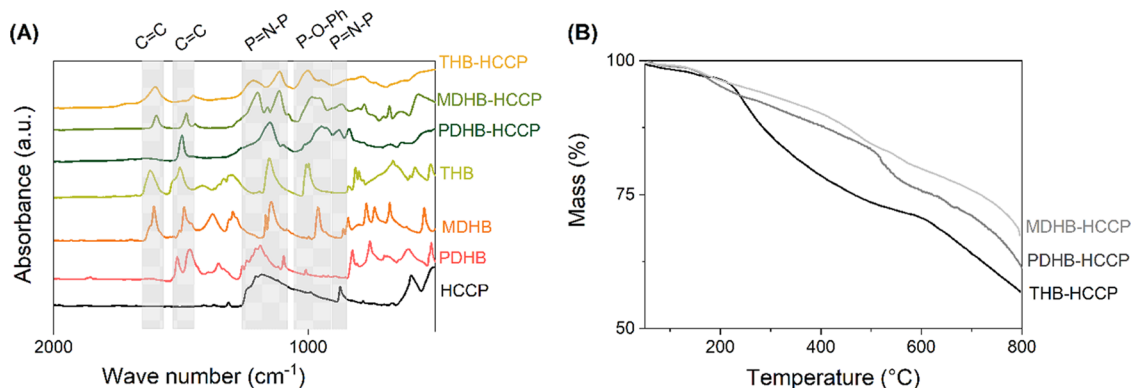 (A)
C=C
C=C
P=N-P
P-O-Ph
P=N-P
THB-HCCP
MDHB-HCCP
PDHB-HCCP
THB
MDHB
PDHB
HCCP
Absorbance (a.u.)
2000
1000
Wave number (cm⁻¹)
(B)
100
75
50
Mass (%)
MDHB-HCCP
PDHB-HCCP
THB-HCCP
200
400
600
800
Temperature (°C)